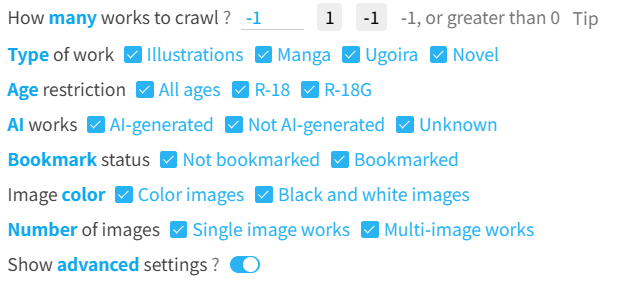 How many works to crawl ? -1 1 -1 -1, or greater than 0 Tip
Type of work Illustrations Manga Ugoira Novel
Age restriction All ages R-18 R-18G
AI works AI-generated Not AI-generated Unknown
Bookmark status Not bookmarked Bookmarked
Image color Color images Black and white images
Number of images Single image works Multi-image works
Show advanced settings ?